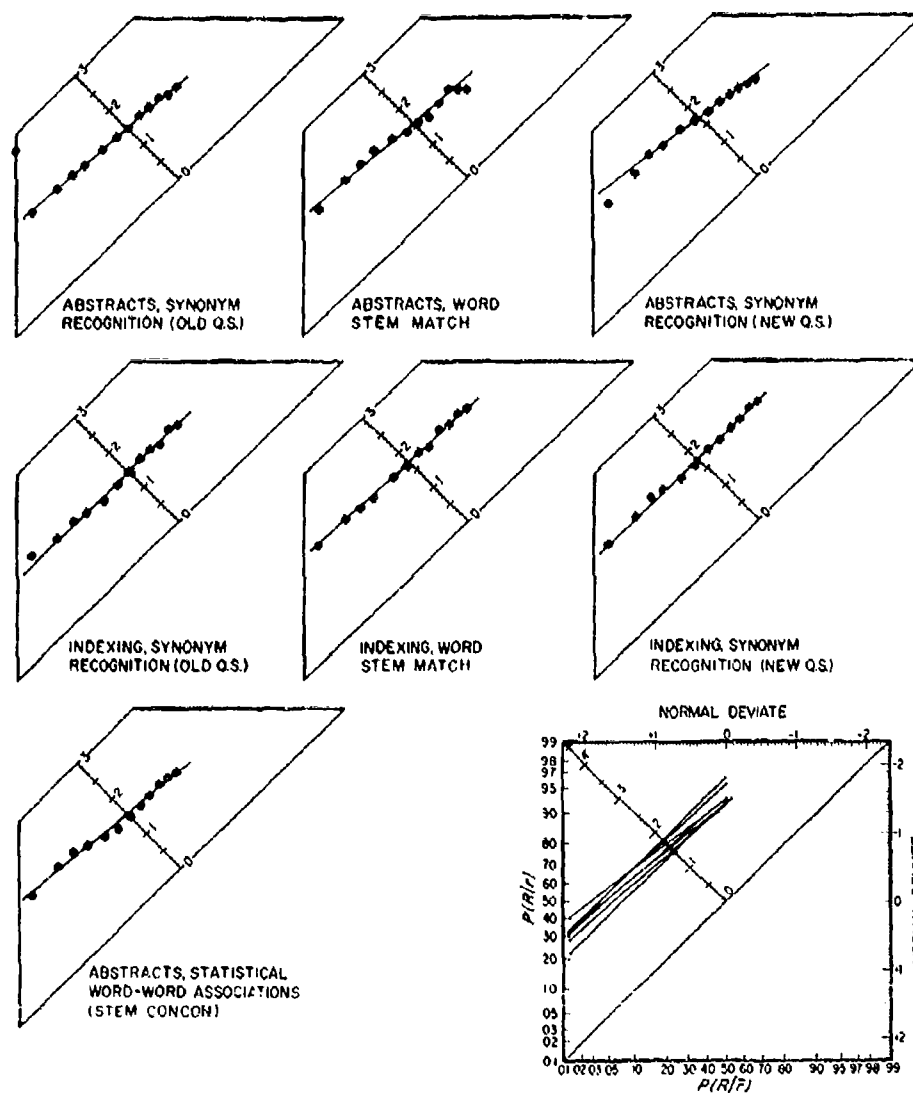 3
2
1
0
3
2
1
0
3
2
1
0
ABSTRACTS, SYNONYM
RECOGNITION (OLD Q.S.)
ABSTRACTS, WORD
STEM MATCH
ABSTRACTS, SYNONYM
RECOGNITION (NEW Q.S.)
3
2
1
0
3
2
1
0
3
2
1
0
INDEXING, SYNONYM
RECOGNITION (OLD Q.S.)
INDEXING, WORD
STEM MATCH
INDEXING, SYNONYM
RECOGNITION (NEW Q.S.)
3
2
1
0
ABSTRACTS, STATISTICAL
WORD-WORD ASSOCIATIONS
(STEM CONCON)
NORMAL DEVIATE
+2 +1 0 -1 -2
99
98
97
90
80
70
60
50
40
30
20
10
05
03
02
01
4
3
2
1
0
-2
-1
0
+1
+2
P(R/r)
01 02 03 05 10 20 30 40 50 60 70 80 90 95 97 98 99
P(R/r̄)